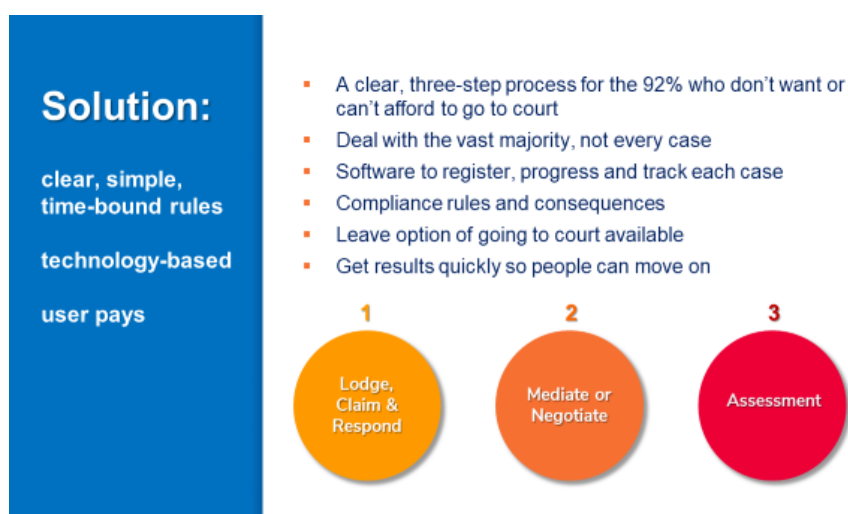 Solution:
clear, simple,
time-bound rules
technology-based
user pays
▪ A clear, three-step process for the 92% who don't want or
can't afford to go to court
▪ Deal with the vast majority, not every case
▪ Software to register, progress and track each case
▪ Compliance rules and consequences
▪ Leave option of going to court available
▪ Get results quickly so people can move on
1
Lodge,
Claim &
Respond
2
Mediate or
Negotiate
3
Assessment